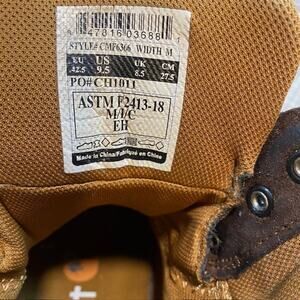 47816 03688
STYLE# CMF6366 WIDTH M
EU US UK CM
42.5 9.5 8.5 27.5
PO# CH1011
ASTM F2413-18
M/I/C
EH
Made in China/Fabriqué en Chine
t